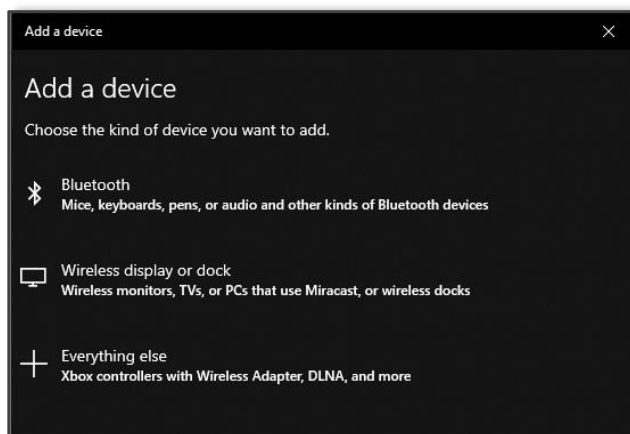 Add a device
Add a device
Choose the kind of device you want to add.
Bluetooth
Mice, keyboards, pens, or audio and other kinds of Bluetooth devices
Wireless display or dock
Wireless monitors, TVs, or PCs that use Miracast, or wireless docks
Everything else
Xbox controllers with Wireless Adapter, DLNA, and more